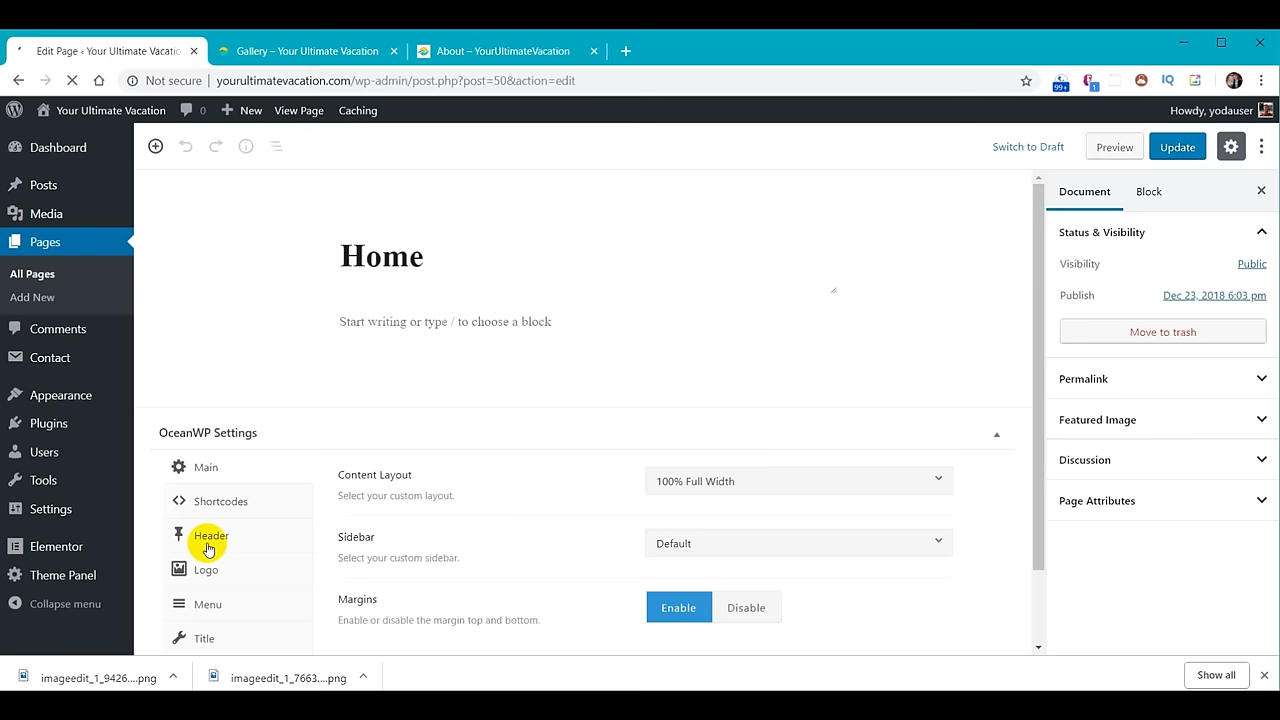 Edit Page ‹ Your Ultimate Vacatio
Gallery – Your Ultimate Vacation
About – YourUltimateVacation
Not secure
yourultimatevacation.com/wp-admin/post.php?post=50&action=edit
99+
1
IQ
Your Ultimate Vacation
0
New
View Page
Caching
Howdy, yodauser
Dashboard
Posts
Media
Pages
All Pages
Add New
Comments
Contact
Appearance
Plugins
Users
Tools
Settings
Elementor
Theme Panel
Collapse menu
Switch to Draft
Preview
Update
Home
Start writing or type / to choose a block
OceanWP Settings
Main
Shortcodes
Header
Logo
Menu
Title
Content Layout
Select your custom layout.
100% Full Width
Sidebar
Select your custom sidebar.
Default
Margins
Enable or disable the margin top and bottom.
Enable
Disable
Document
Block
Status & Visibility
Visibility
Public
Publish
Dec 23, 2018 6:03 pm
Move to trash
Permalink
Featured Image
Discussion
Page Attributes
imageedit_1_9426....png
imageedit_1_7663....png
Show all